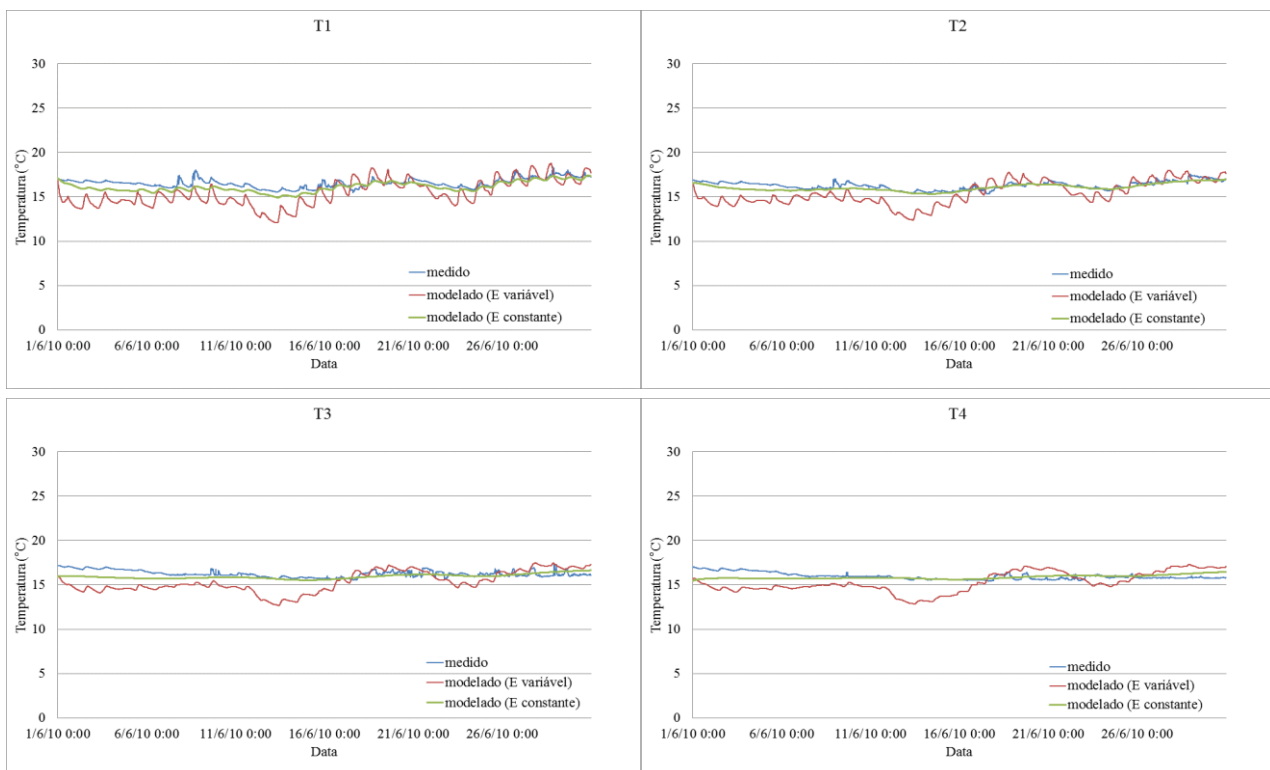 T1
30
25
20
15
10
5
0
Temperatura (°C)
medido
modelado (E variável)
modelado (E constante)
1/6/10 0:00 6/6/10 0:00 11/6/10 0:00 16/6/10 0:00 21/6/10 0:00 26/6/10 0:00
Data
T2
30
25
20
15
10
5
0
Temperatura (°C)
medido
modelado (E variável)
modelado (E constante)
1/6/10 0:00 6/6/10 0:00 11/6/10 0:00 16/6/10 0:00 21/6/10 0:00 26/6/10 0:00
Data
T3
30
25
20
15
10
5
0
Temperatura (°C)
medido
modelado (E variável)
modelado (E constante)
1/6/10 0:00 6/6/10 0:00 11/6/10 0:00 16/6/10 0:00 21/6/10 0:00 26/6/10 0:00
Data
T4
30
25
20
15
10
5
0
Temperatura (°C)
medido
modelado (E variável)
modelado (E constante)
1/6/10 0:00 6/6/10 0:00 11/6/10 0:00 16/6/10 0:00 21/6/10 0:00 26/6/10 0:00
Data